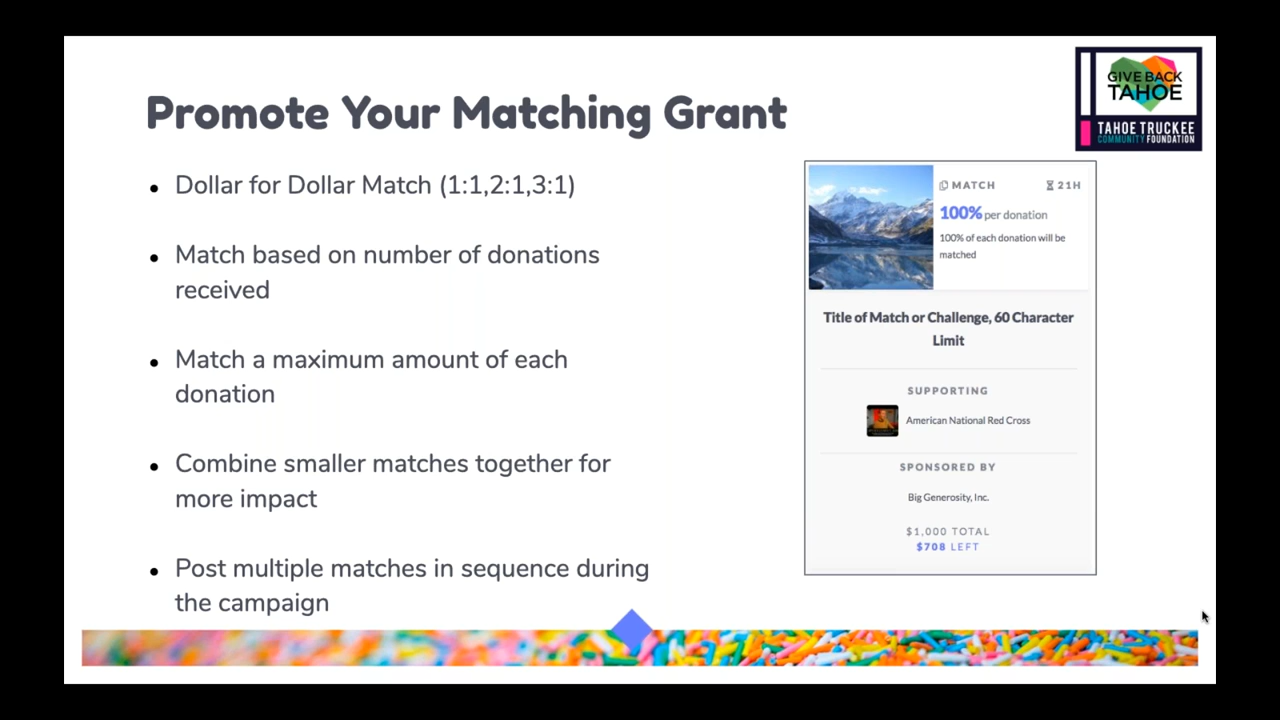 Promote Your Matching Grant
GIVE BACK
TAHOE
TAHOE TRUCKEE
COMMUNITY FOUNDATION
• Dollar for Dollar Match (1:1,2:1,3:1)
• Match based on number of donations
received
• Match a maximum amount of each
donation
• Combine smaller matches together for
more impact
• Post multiple matches in sequence during
the campaign
MATCH 21H
100% per donation
100% of each donation will be
matched
Title of Match or Challenge, 60 Character
Limit
SUPPORTING
American National Red Cross
SPONSORED BY
Big Generosity, Inc.
$1,000 TOTAL
$708 LEFT